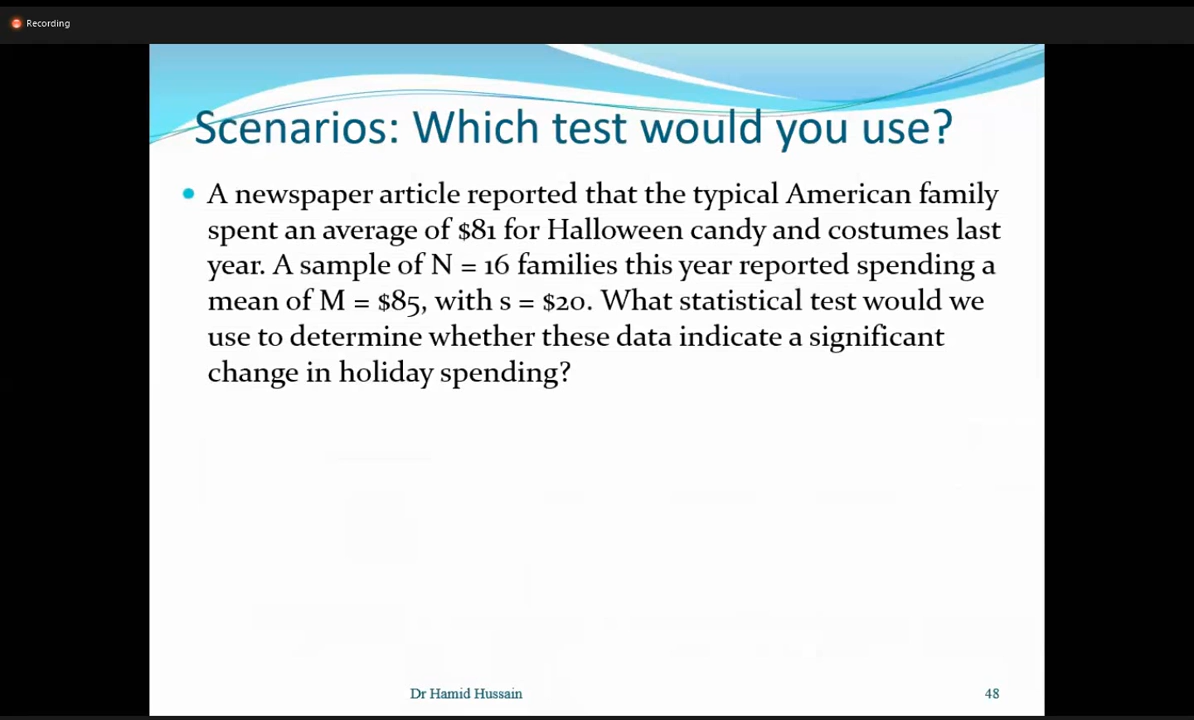 Recording
Scenarios: Which test would you use?
• A newspaper article reported that the typical American family
spent an average of $81 for Halloween candy and costumes last
year. A sample of N = 16 families this year reported spending a
mean of M = $85, with s = $20. What statistical test would we
use to determine whether these data indicate a significant
change in holiday spending?
Dr Hamid Hussain
48